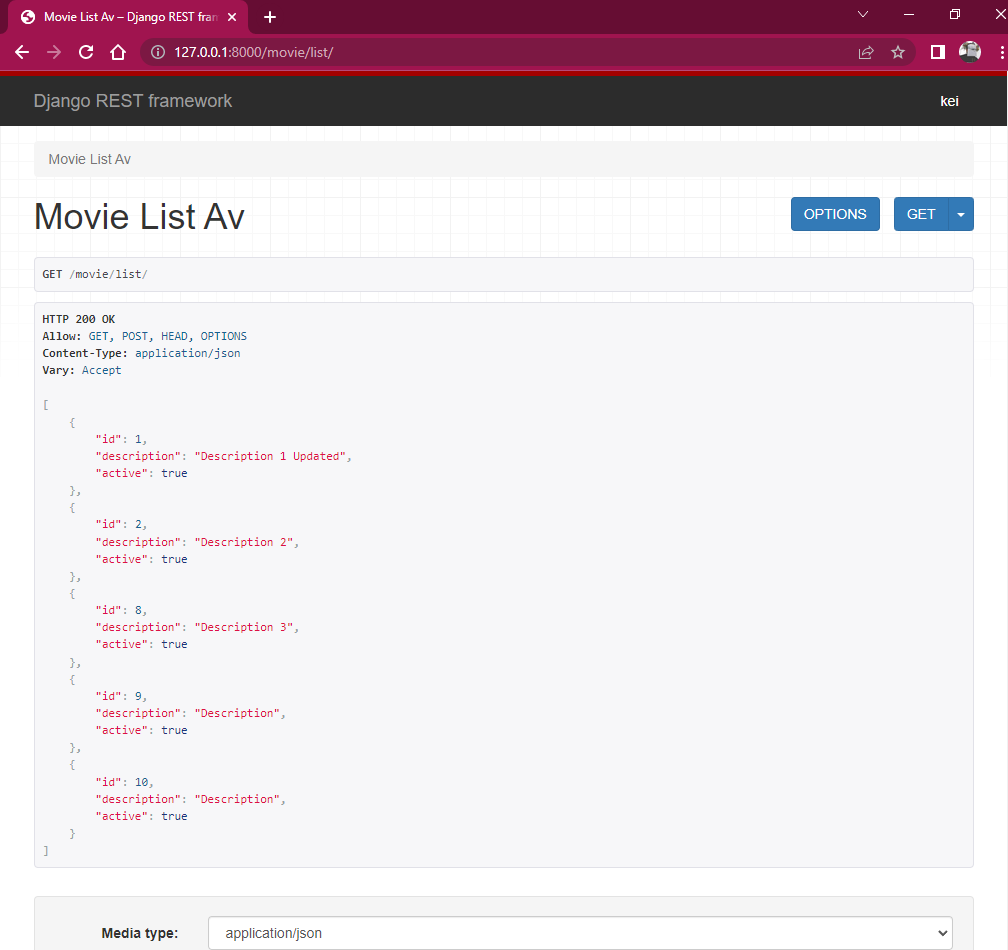 Movie List Av – Django REST fram
127.0.0.1:8000/movie/list/
Django REST framework
kei
Movie List Av
Movie List Av
OPTIONS
GET
GET /movie/list/
HTTP 200 OK
Allow: GET, POST, HEAD, OPTIONS
Content-Type: application/json
Vary: Accept
[
    {
        "id": 1,
        "description": "Description 1 Updated",
        "active": true
    },
    {
        "id": 2,
        "description": "Description 2",
        "active": true
    },
    {
        "id": 8,
        "description": "Description 3",
        "active": true
    },
    {
        "id": 9,
        "description": "Description",
        "active": true
    },
    {
        "id": 10,
        "description": "Description",
        "active": true
    }
]
Media type:
application/json